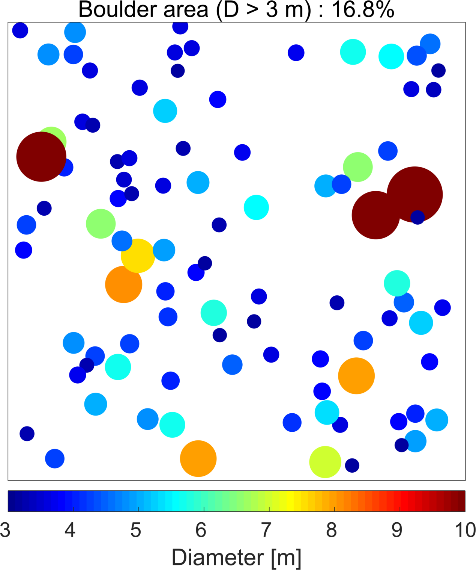 Boulder area (D > 3 m) : 16.8%
3 4 5 6 7 8 9 10
Diameter [m]